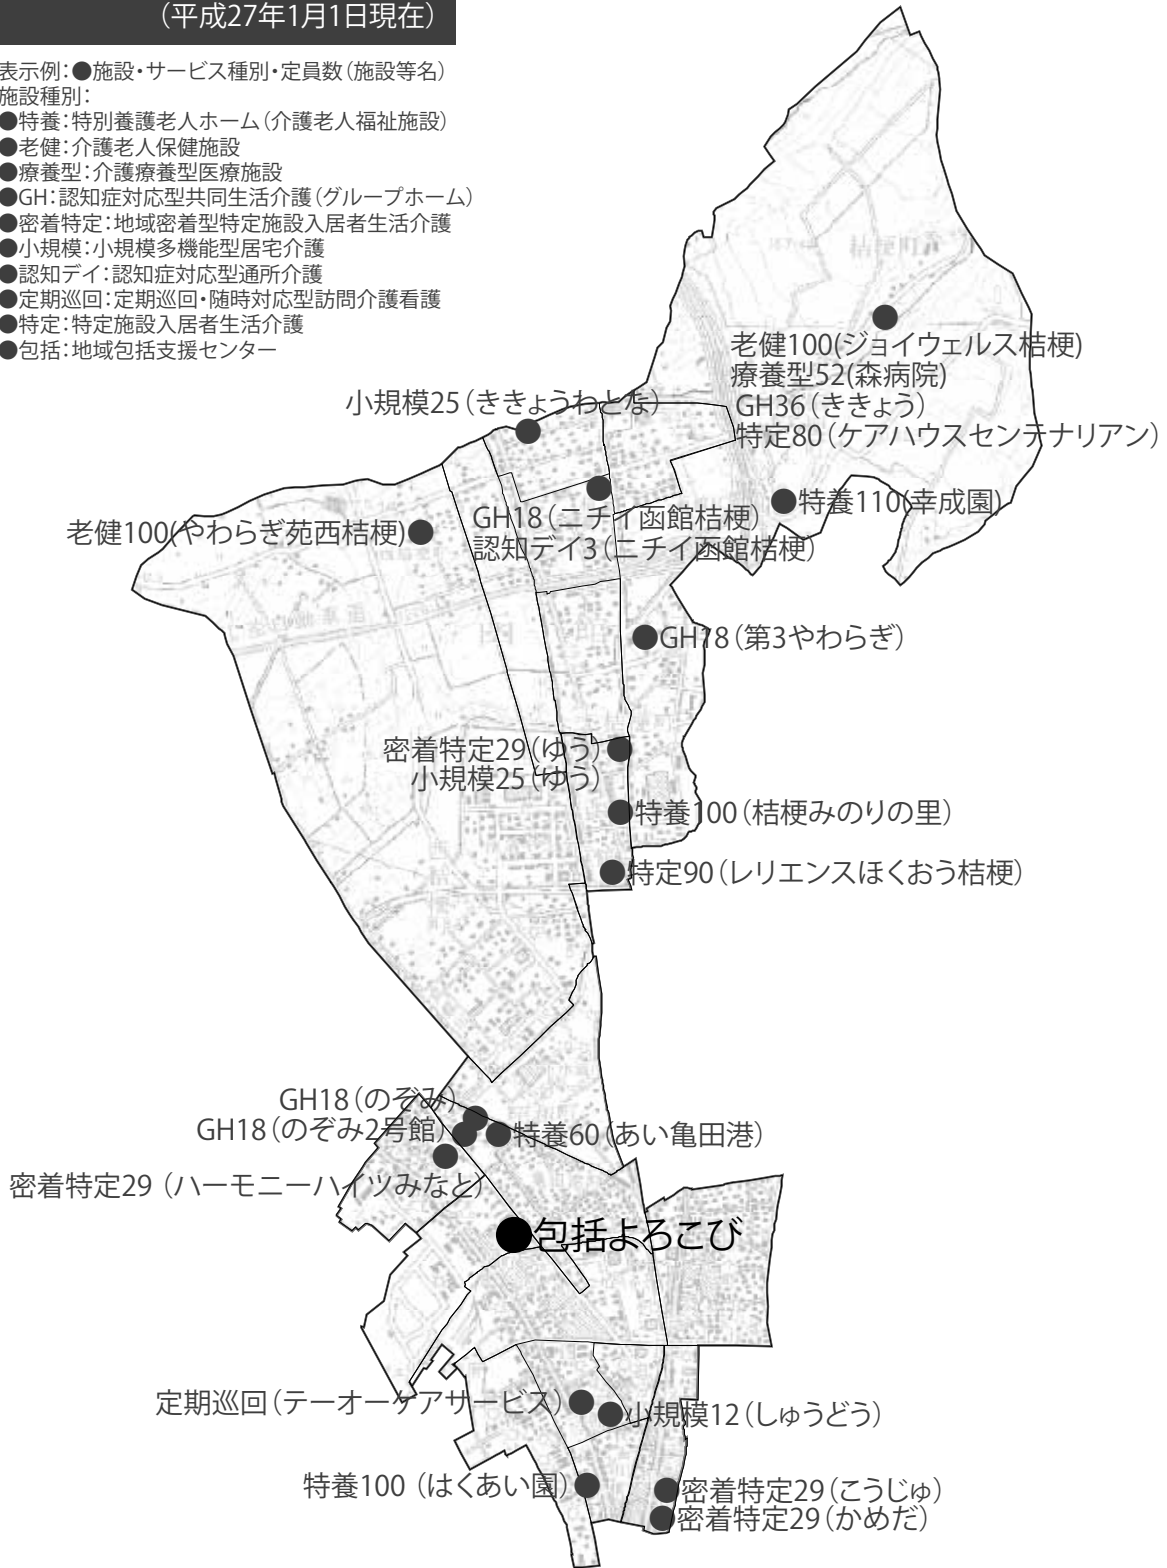 (平成27年1月1日現在)
表示例：●施設・サービス種別・定員数（施設等名）
施設種別：
●特養：特別養護老人ホーム（介護老人福祉施設）
●老健：介護老人保健施設
●療養型：介護療養型医療施設
●GH：認知症対応型共同生活介護（グループホーム）
●密着特定：地域密着型特定施設入居者生活介護
●小規模：小規模多機能型居宅介護
●認知デイ：認知症対応型通所介護
●定期巡回：定期巡回・随時対応型訪問介護看護
●特定：特定施設入居者生活介護
●包括：地域包括支援センター
桔梗町
老健100(ジョイウェルス桔梗)
療養型52(森病院)
GH36（ききょう）
特定80（ケアハウスセンテナリアン）
小規模25（ききょうわとな）
特養110(幸成園)
GH18（ニチイ函館桔梗）
認知デイ3（ニチイ函館桔梗）
老健100(やわらぎ苑西桔梗)
GH18（第3やわらぎ）
密着特定29（ゆう）
小規模25（ゆう）
特養100（桔梗みのりの里）
特定90（レリエンスほくおう桔梗）
GH18（のぞみ）
GH18（のぞみ2号館）
特養60（あい亀田港）
密着特定29（ハーモニーハイツみなと）
包括よろこび
定期巡回（テーオーケアサービス）
小規模12（しゅうどう）
特養100（はくあい園）
密着特定29（こうじゅ）
密着特定29（かめだ）